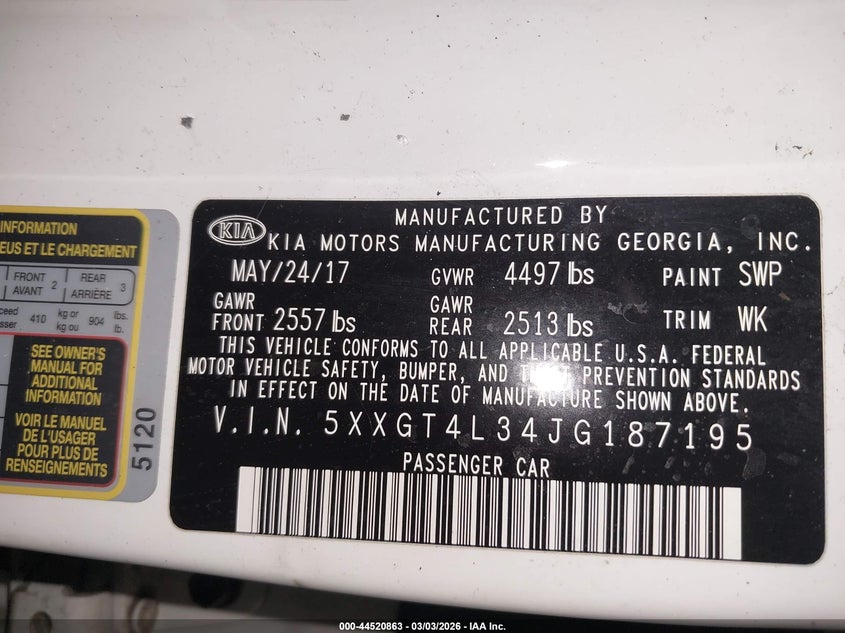 INFORMATION
EUS ET LE CHARGEMENT
FRONT 2 REAR 3
AVANT ARRIÈRE
410 kg or 904 lbs.
kg ou lb.
SEE OWNER'S
MANUAL FOR
ADDITIONAL
INFORMATION
VOIR LE MANUEL
DE L'USAGER
POUR PLUS DE
RENSEIGNEMENTS
5120
KIA
MANUFACTURED BY
KIA MOTORS MANUFACTURING GEORGIA, INC.
MAY/24/17 GVWR 4497 lbs PAINT SWP
GAWR FRONT 2557 lbs GAWR REAR 2513 lbs TRIM WK
THIS VEHICLE CONFORMS TO ALL APPLICABLE U.S.A. FEDERAL
MOTOR VEHICLE SAFETY, BUMPER, AND THEFT PREVENTION STANDARDS
IN EFFECT ON THE DATE OF MANUFACTURE SHOWN ABOVE.
V.I.N. 5XXGT4L34JG187195
PASSENGER CAR
000-44520863 - 03/03/2026 - IAA Inc.